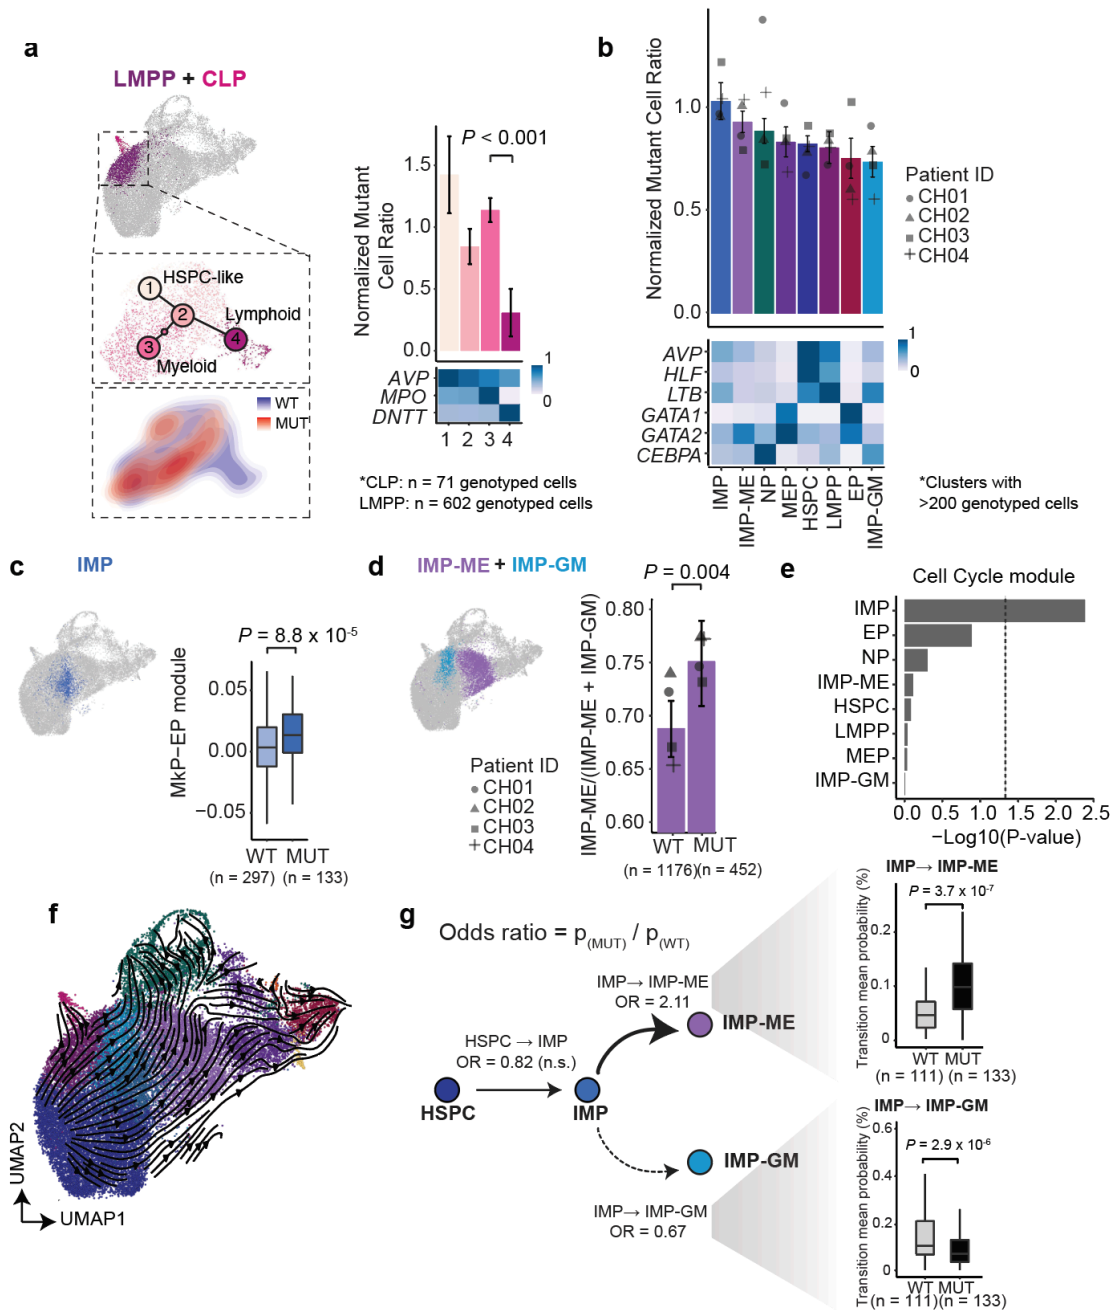 a
LMPP + CLP
HSPC-like
1
2
Lymphoid
3
4
Myeloid
WT
MUT
P < 0.001
Normalized Mutant
Cell Ratio
1.5
1.0
0.5
0.0
1
0
AVP
MPO
DNTT
1 2 3 4
*CLP: n = 71 genotyped cells
LMPP: n = 602 genotyped cells
b
Normalized Mutant Cell Ratio
1.0
0.5
0.0
Patient ID
CH01
CH02
CH03
CH04
1
0
AVP
HLF
LTB
GATA1
GATA2
CEBPA
IMP
IMP-ME
NP
MEP
HSPC
LMPP
EP
IMP-GM
*Clusters with
>200 genotyped cells
c
IMP
P = 8.8 x 10-5
MkP−EP module
0.05
0.00
−0.05
WT MUT
(n = 297) (n = 133)
d
IMP-ME + IMP-GM
P = 0.004
IMP-ME/(IMP-ME + IMP-GM)
0.80
0.75
0.70
0.65
0.60
Patient ID
CH01
CH02
CH03
CH04
WT MUT
(n = 1176) (n = 452)
e
Cell Cycle module
IMP
EP
NP
IMP-ME
HSPC
LMPP
MEP
IMP-GM
0.0 0.5 1.0 1.5 2.0 2.5
−Log10(P-value)
f
UMAP2
UMAP1
g
Odds ratio = p(MUT) / p(WT)
IMP→ IMP-ME
OR = 2.11
IMP-ME
HSPC → IMP
OR = 0.82 (n.s.)
HSPC
IMP
IMP-GM
IMP→ IMP-GM
OR = 0.67
IMP→ IMP-ME
P = 3.7 x 10-7
Transition mean probability (%)
0.2
0.1
0
WT MUT
(n = 111) (n = 133)
IMP→ IMP-GM
P = 2.9 x 10-6
Transition mean probability (%)
0.6
0.4
0.2
0
WT MUT
(n = 111) (n = 133)